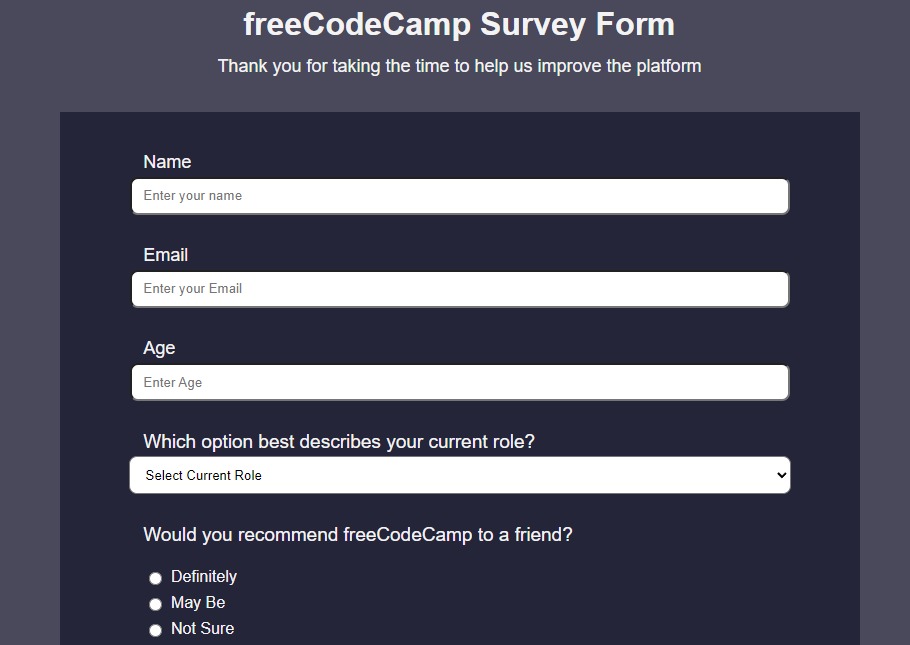 freeCodeCamp Survey Form
Thank you for taking the time to help us improve the platform
Name
Enter your name
Email
Enter your Email
Age
Enter Age
Which option best describes your current role?
Select Current Role
Would you recommend freeCodeCamp to a friend?
Definitely
May Be
Not Sure